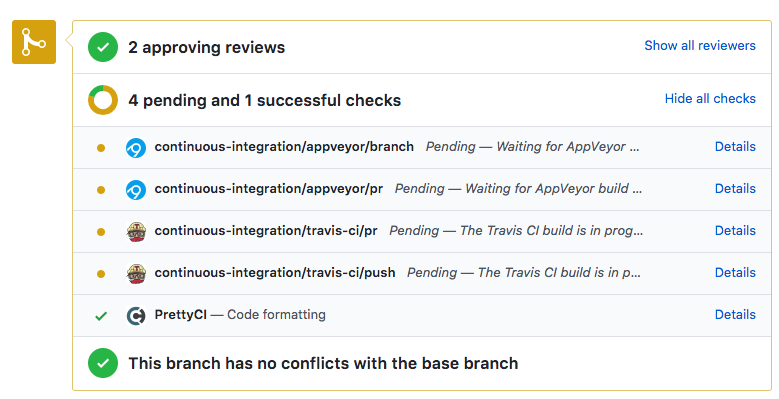 2 approving reviews Show all reviewers
4 pending and 1 successful checks Hide all checks
continuous-integration/appveyor/branch Pending — Waiting for AppVeyor ... Details
continuous-integration/appveyor/pr Pending — Waiting for AppVeyor build ... Details
continuous-integration/travis-ci/pr Pending — The Travis CI build is in prog... Details
continuous-integration/travis-ci/push Pending — The Travis CI build is in p... Details
PrettyCI — Code formatting Details
This branch has no conflicts with the base branch